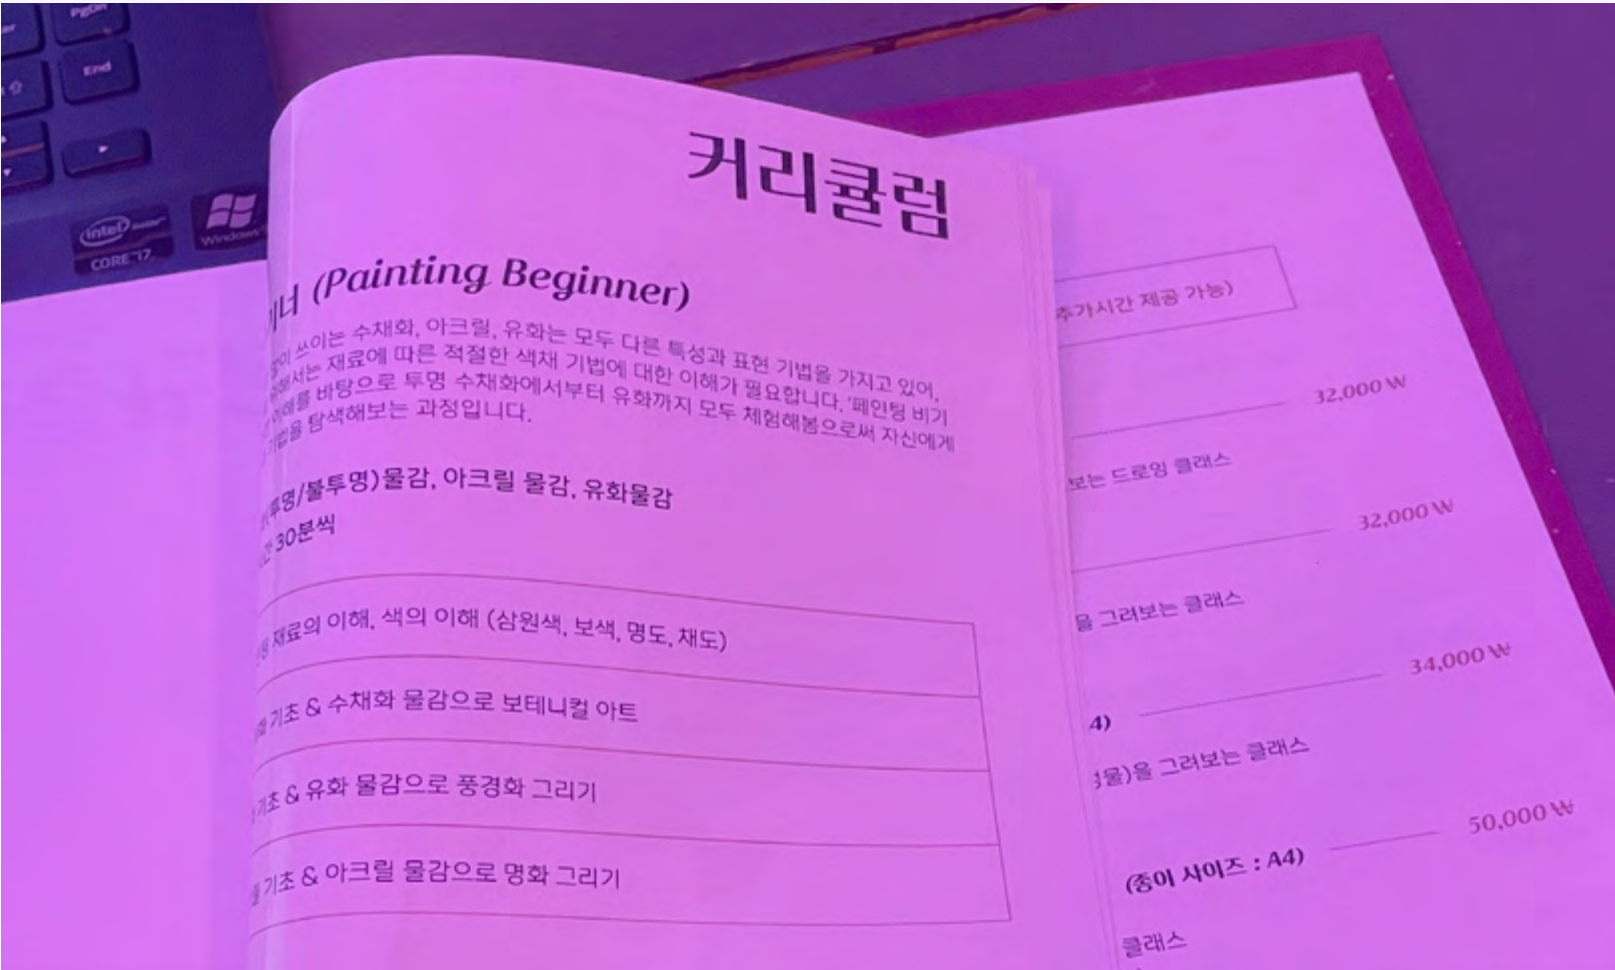 PgDn
End
intel inside
CORE i7
Windows
커리큘럼
(Painting Beginner)
쓰이는 수채화, 아크릴, 유화는 모두 다른 특성과 표현 기법을 가지고 있어,
재료에 따른 적절한 색채 기법에 대한 이해가 필요합니다. '페인팅 비기
바탕으로 투명 수채화에서부터 유화까지 모두 체험해봄으로써 자신에게
탐색해보는 과정입니다.
(투명/불투명)물감, 아크릴 물감, 유화물감
30분씩
재료의 이해, 색의 이해 (삼원색, 보색, 명도, 채도)
기초 & 수채화 물감으로 보테니컬 아트
기초 & 유화 물감으로 풍경화 그리기
기초 & 아크릴 물감으로 명화 그리기
추가시간 제공 가능)
32,000 ₩
보는 드로잉 클래스
32,000 ₩
을 그려보는 클래스
34,000 ₩
4)
물)을 그려보는 클래스
50,000 ₩
(종이 사이즈 : A4)
클래스